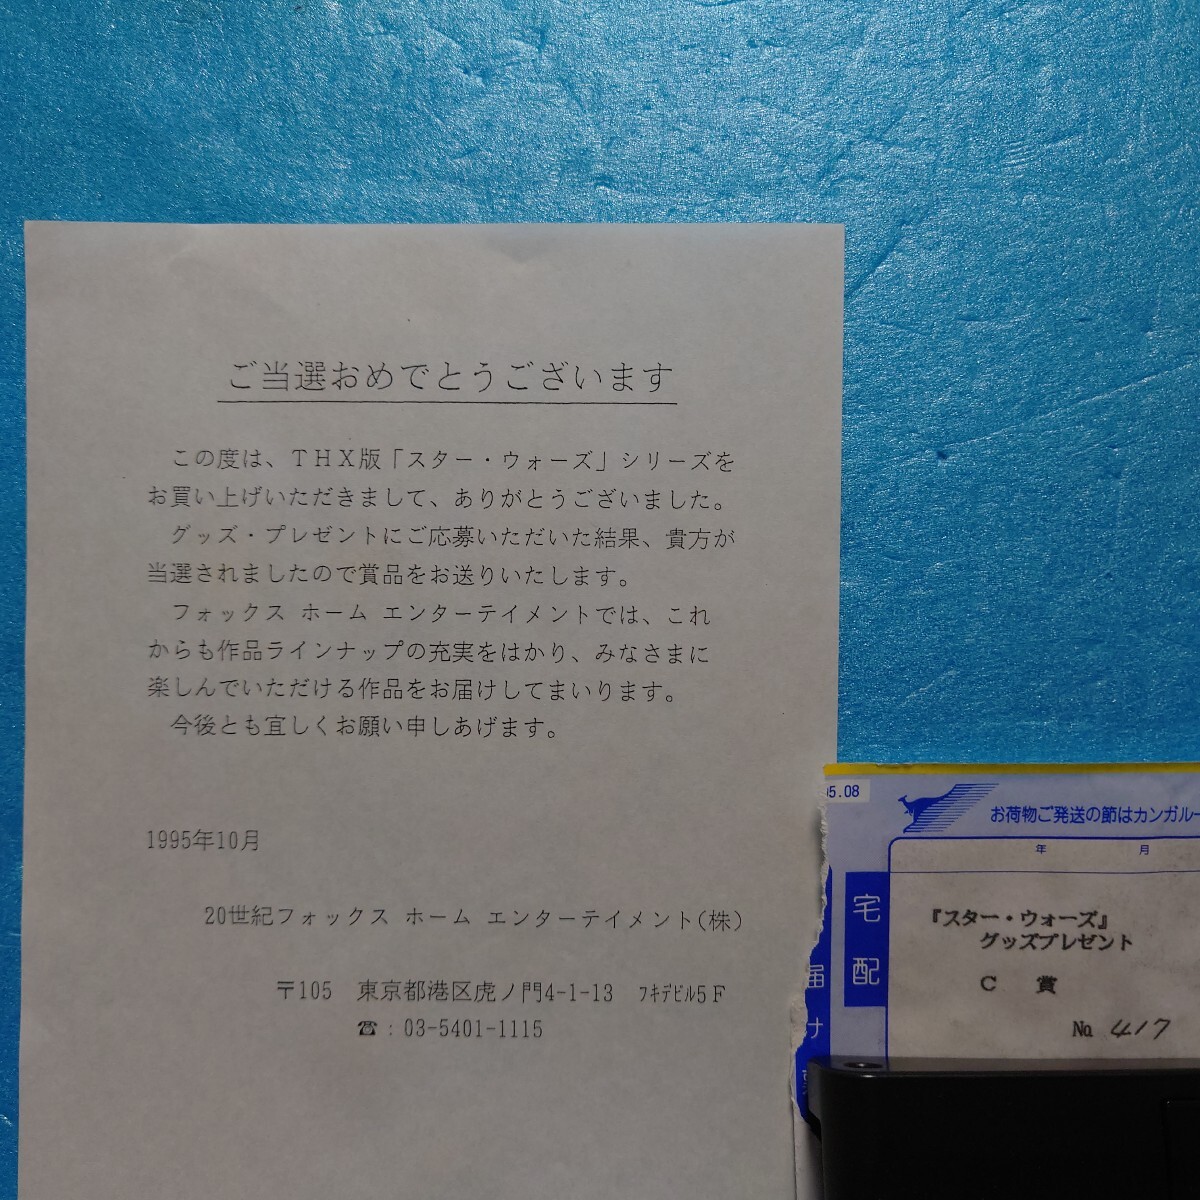 ご当選おめでとうございます
この度は、THX版「スター・ウォーズ」シリーズを
お買い上げいただきまして、ありがとうございました。
グッズ・プレゼントにご応募いただいた結果、貴方が
当選されましたので賞品をお送りいたします。
フォックス ホーム エンターテイメントでは、これ
からも作品ラインナップの充実をはかり、みなさまに
楽しんでいただける作品をお届けしてまいります。
今後とも宜しくお願い申しあげます。
1995年10月
20世紀フォックス ホーム エンターテイメント(株)
〒105 東京都港区虎ノ門4-1-13 フキデビル5F
☎：03-5401-1115
5.08
お荷物ご発送の節はカンガルー
年 月
宅配
届け
『スター・ウォーズ』
グッズプレゼント
C 賞
№ 417